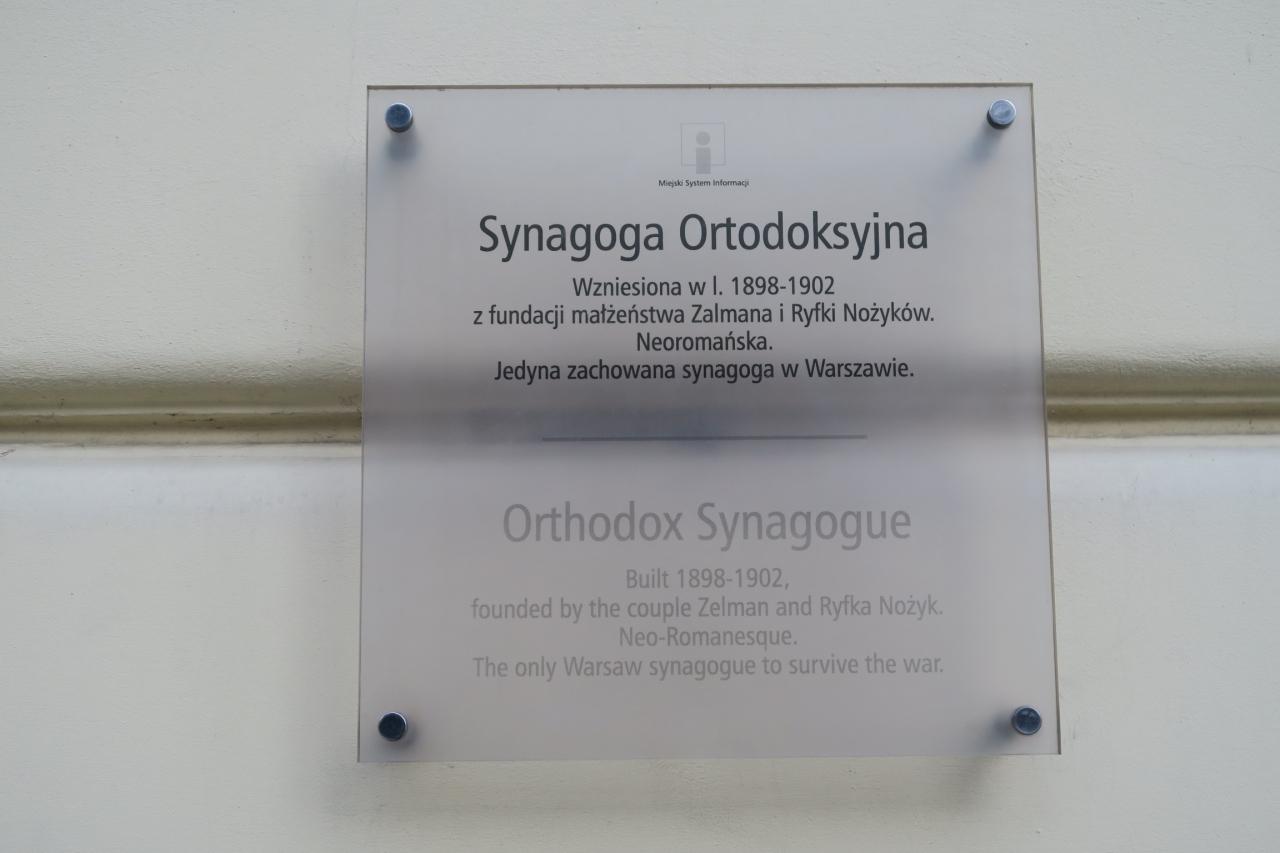 Miejski System Informacji
Synagoga Ortodoksyjna
Wzniesiona w l. 1898-1902
z fundacji małżeństwa Zalmana i Ryfki Nożyków.
Neoromańska.
Jedyna zachowana synagoga w Warszawie.
Orthodox Synagogue
Built 1898-1902,
founded by the couple Zelman and Ryfka Nożyk.
Neo-Romanesque.
The only Warsaw synagogue to survive the war.